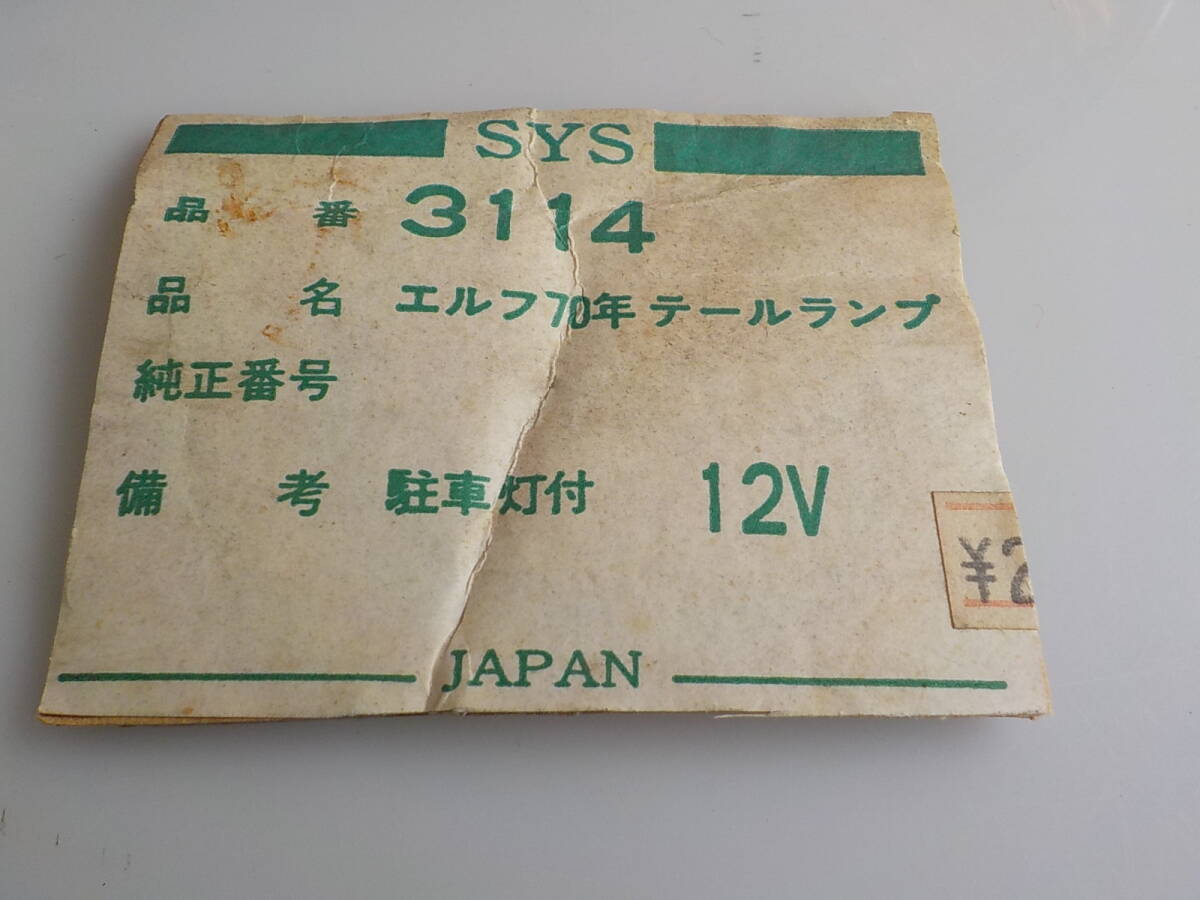 SYS
品番 3114
品名 エルフ70年 テールランプ
純正番号
備考 駐車灯付 12V
¥2
JAPAN